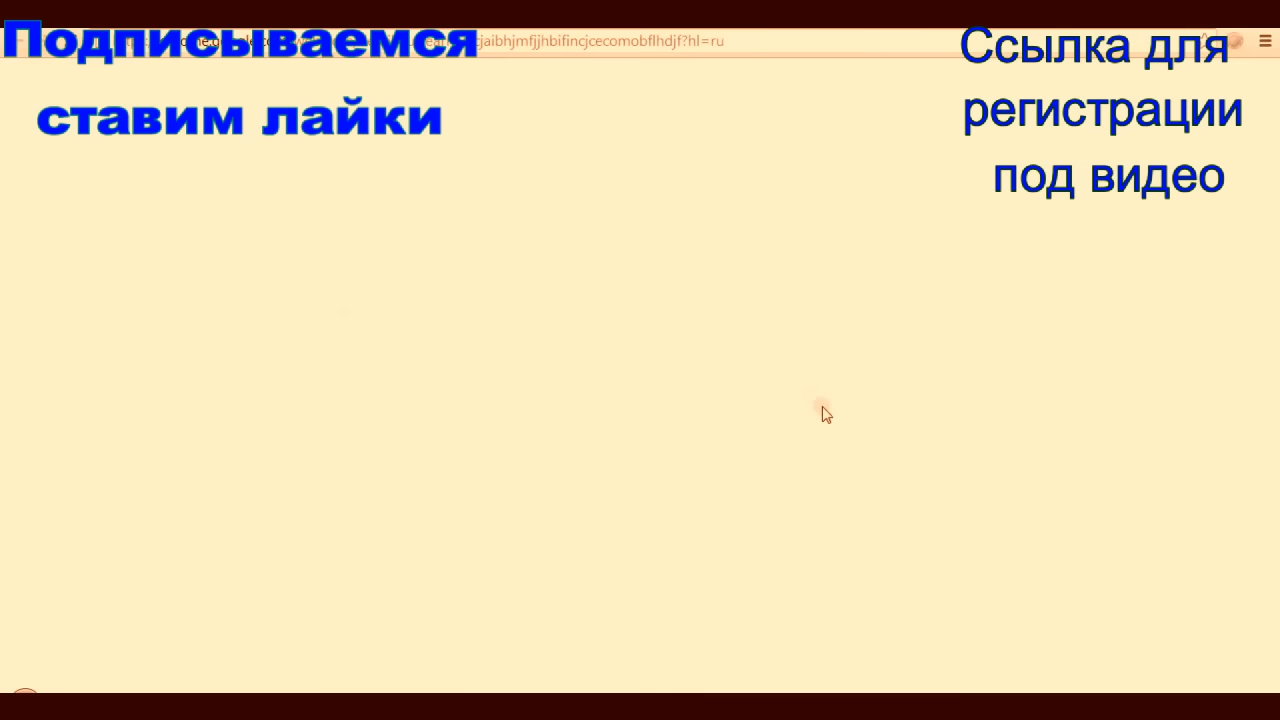 Подписываемся
ставим лайки
Ссылка для
регистрации
под видео